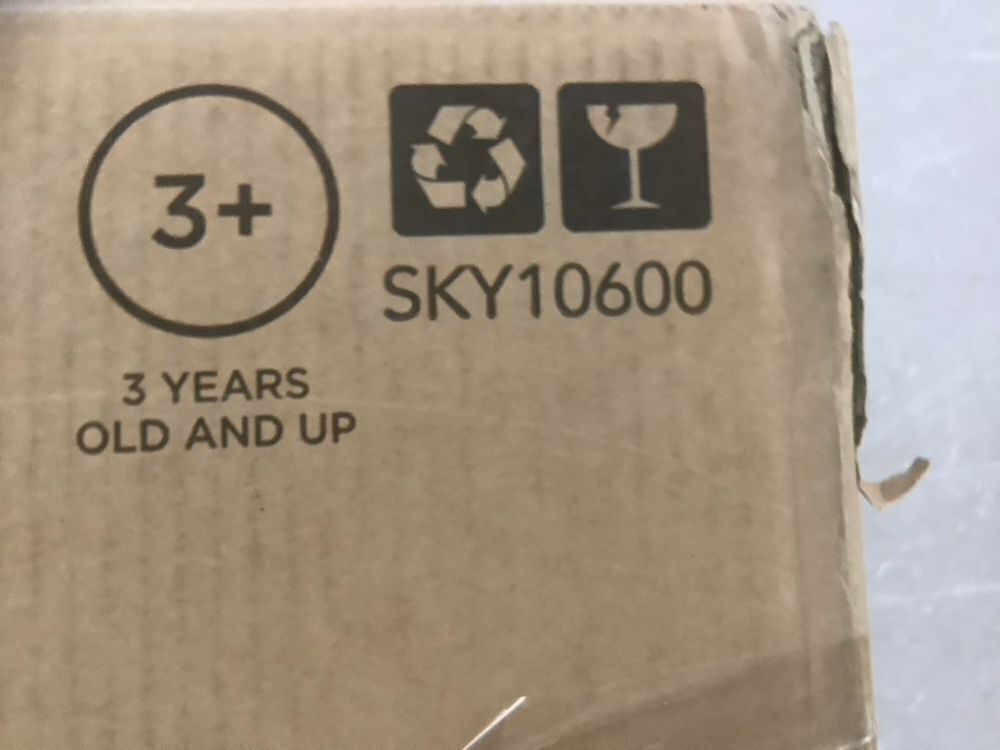 3+
SKY10600
3 YEARS
OLD AND UP